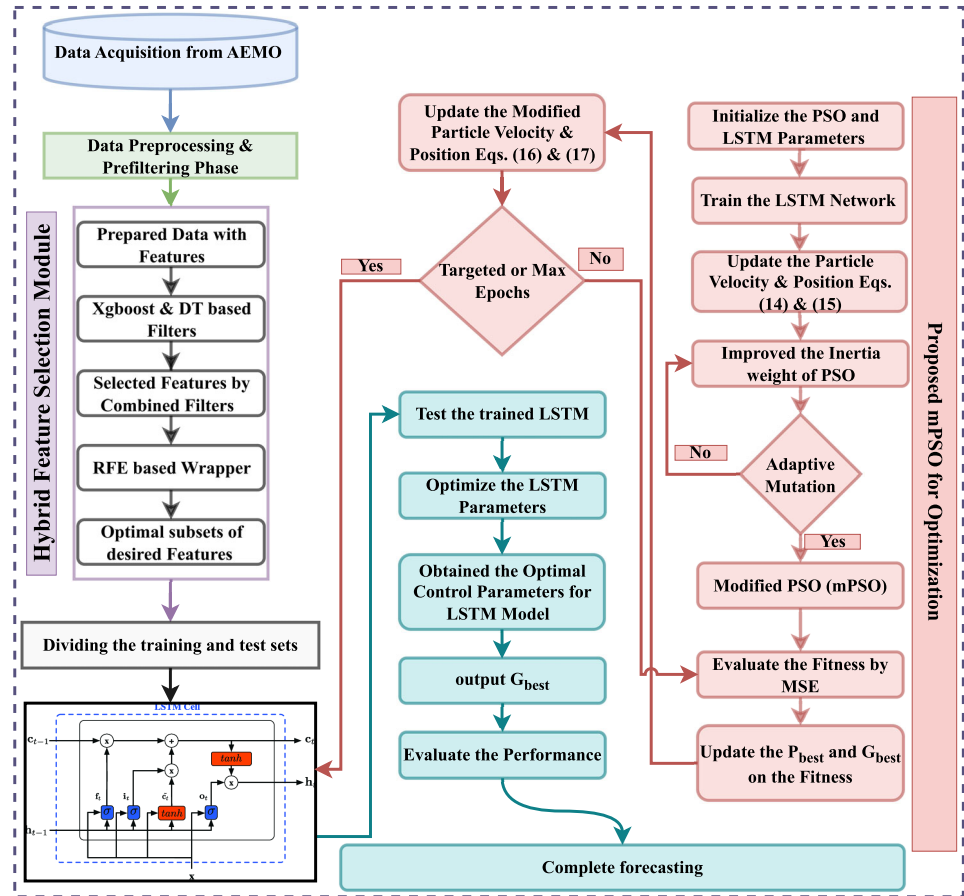 Data Acquisition from AEMO
Data Preprocessing &
Prefiltering Phase
Hybrid Feature Selection Module
Prepared Data with
Features
Xgboost & DT based
Filters
Selected Features by
Combined Filters
RFE based Wrapper
Optimal subsets of
desired Features
Dividing the training and test sets
LSTM Cell
c_{t−1}
x
+
c_t
tanh
x
x
h_t
f_t
i_t
c̃_t
o_t
σ
σ
tanh
σ
h_{t−1}
x
Update the Modified
Particle Velocity &
Position Eqs. (16) & (17)
Targeted or Max
Epochs
Yes
No
Test the trained LSTM
Optimize the LSTM
Parameters
Obtained the Optimal
Control Parameters for
LSTM Model
output G_best
Evaluate the Performance
Complete forecasting
Initialize the PSO and
LSTM Parameters
Train the LSTM Network
Update the Particle
Velocity & Position Eqs.
(14) & (15)
Improved the Inertia
weight of PSO
No
Adaptive
Mutation
Yes
Modified PSO (mPSO)
Evaluate the Fitness by
MSE
Update the P_best and G_best
on the Fitness
Proposed mPSO for Optimization